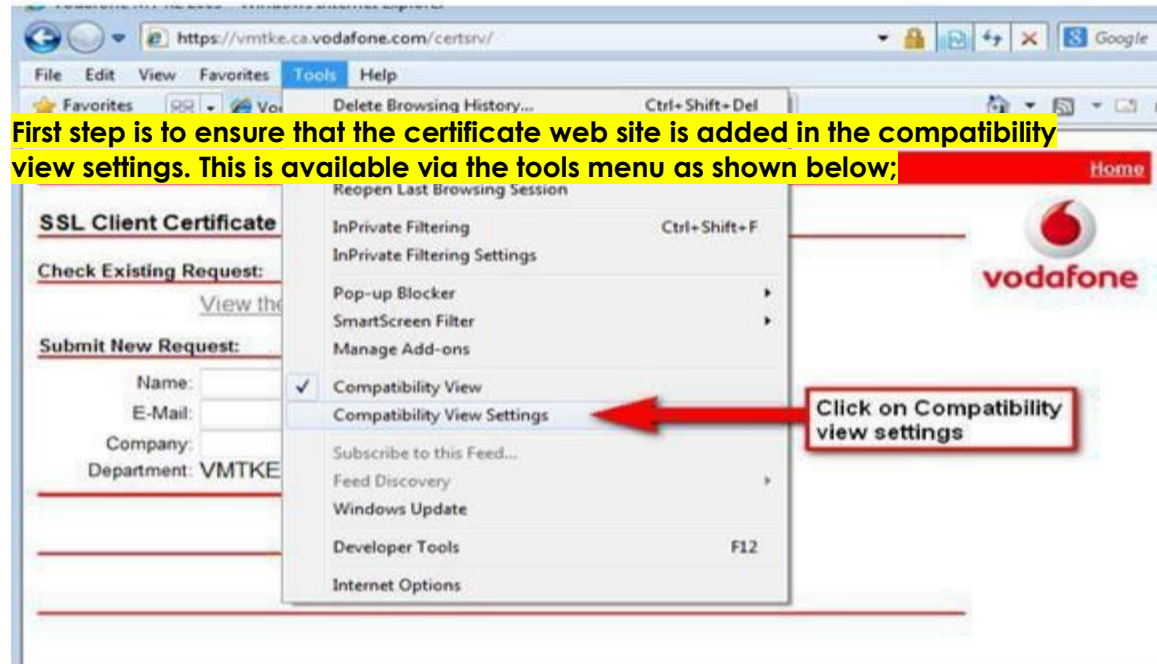 https://vmtke.ca.vodafone.com/certsrv/ Google
File Edit View Favorites Tools Help
Favorites Delete Browsing History... Ctrl+Shift+Del
First step is to ensure that the certificate web site is added in the compatibility
view settings. This is available via the tools menu as shown below;
Home
Reopen Last Browsing Session
SSL Client Certificate
InPrivate Filtering Ctrl+Shift+F
InPrivate Filtering Settings
Check Existing Request:
vodafone
View the
Pop-up Blocker
SmartScreen Filter
Submit New Request:
Manage Add-ons
Name:
Compatibility View
E-Mail:
Compatibility View Settings
Click on Compatibility
view settings
Company:
Subscribe to this Feed...
Department: VMTKE
Feed Discovery
Windows Update
Developer Tools F12
Internet Options